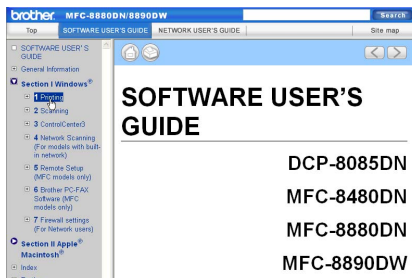 brother MFC-8880DN/8890DW
Search
Top SOFTWARE USER'S GUIDE NETWORK USER'S GUIDE Site map
SOFTWARE USER'S
GUIDE
General Information
Section I Windows®
1 Printing
2 Scanning
3 ControlCenter3
4 Network Scanning
(For models with built-
in network)
5 Remote Setup
(MFC models only)
6 Brother PC-FAX
Software (MFC
models only)
7 Firewall settings
(For Network users)
Section II Apple®
Macintosh®
Index
SOFTWARE USER'S
GUIDE
DCP-8085DN
MFC-8480DN
MFC-8880DN
MFC-8890DW